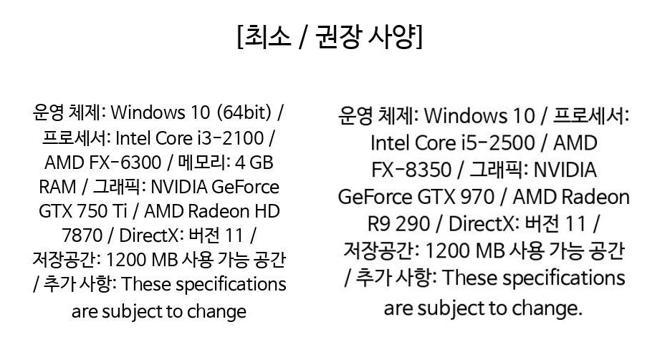 [최소 / 권장 사양]
운영 체제: Windows 10 (64bit) /
프로세서: Intel Core i3-2100 /
AMD FX-6300 / 메모리: 4 GB
RAM / 그래픽: NVIDIA GeForce
GTX 750 Ti / AMD Radeon HD
7870 / DirectX: 버전 11 /
저장공간: 1200 MB 사용 가능 공간
/ 추가 사항: These specifications
are subject to change
운영 체제: Windows 10 / 프로세서:
Intel Core i5-2500 / AMD
FX-8350 / 그래픽: NVIDIA
GeForce GTX 970 / AMD Radeon
R9 290 / DirectX: 버전 11 /
저장공간: 1200 MB 사용 가능 공간
/ 추가 사항: These specifications
are subject to change.